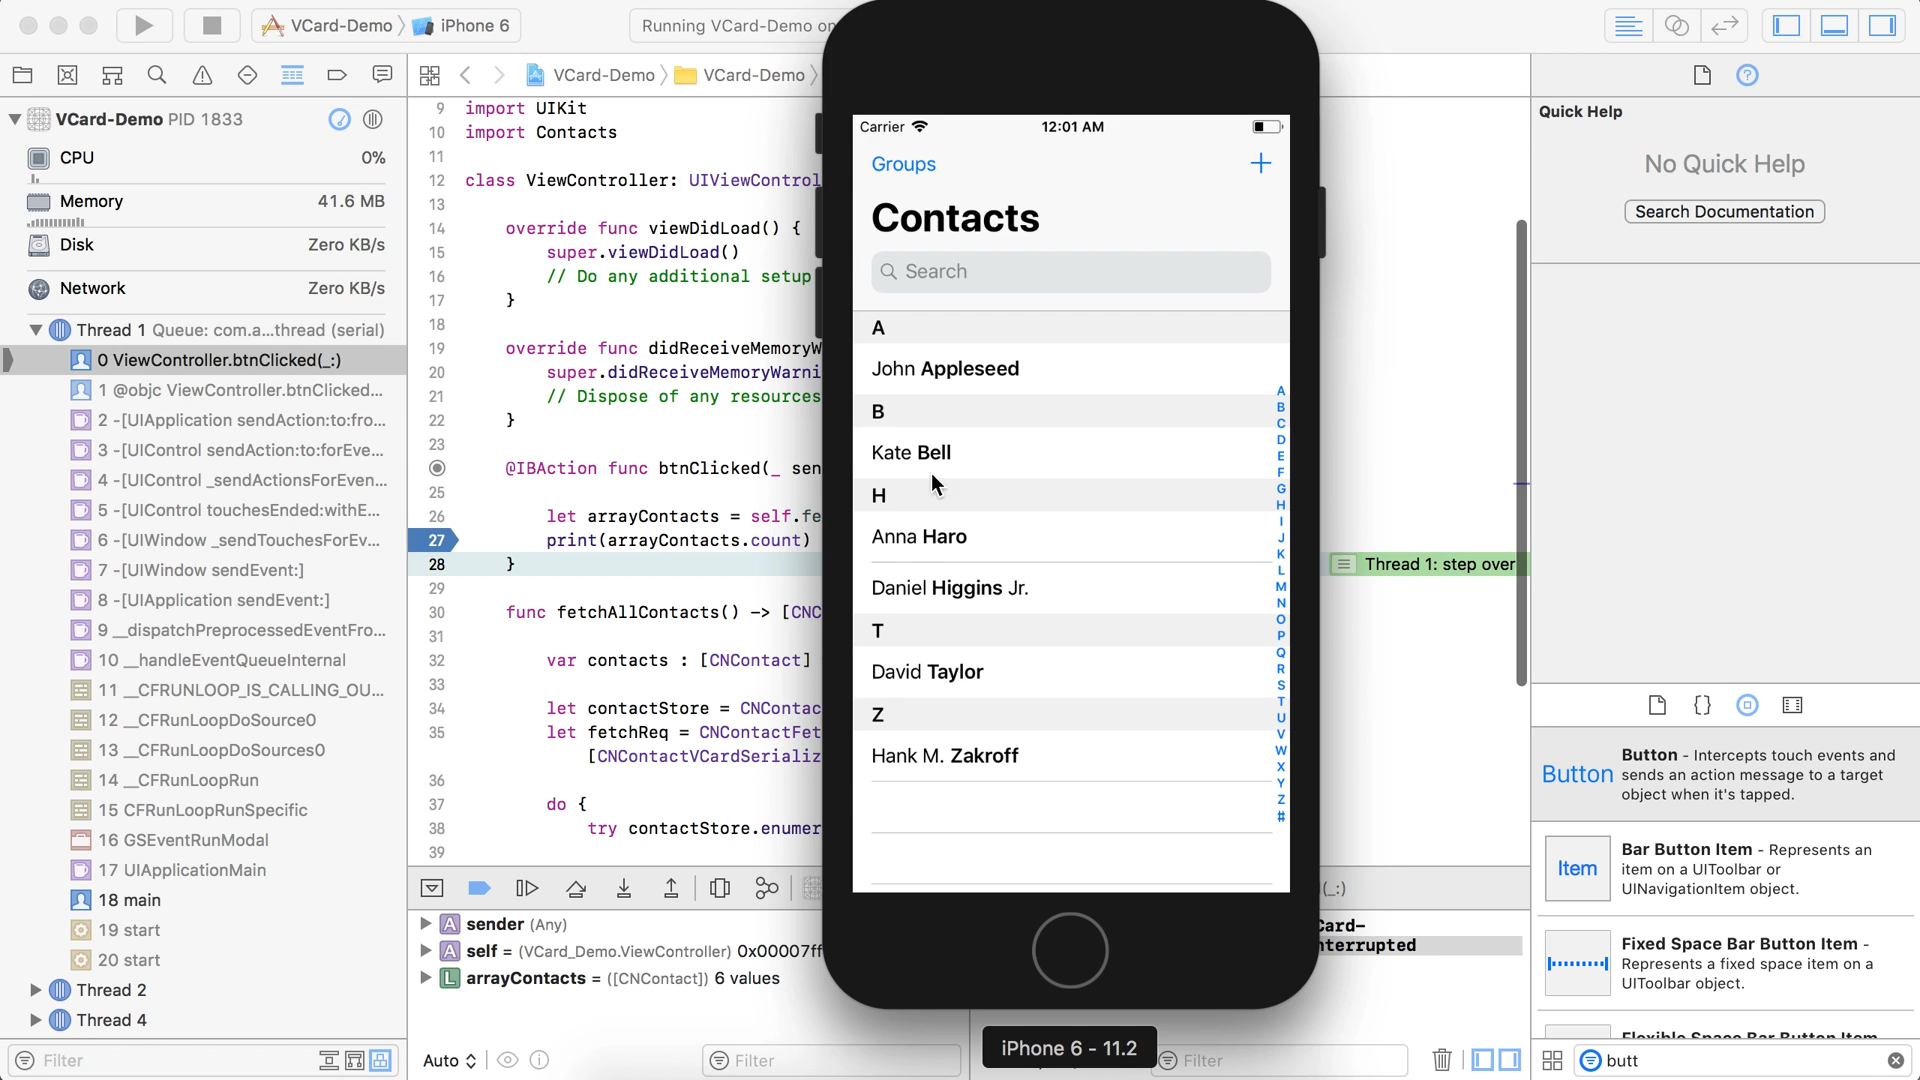 VCard-Demo 〉 iPhone 6
Running VCard-Demo on
VCard-Demo 〉 VCard-Demo 〉
VCard-Demo PID 1833
CPU 0%
Memory 41.6 MB
Disk Zero KB/s
Network Zero KB/s
Thread 1 Queue: com.a...thread (serial)
0 ViewController.btnClicked(_:)
1 @objc ViewController.btnClicked...
2 -[UIApplication sendAction:to:fro...
3 -[UIControl sendAction:to:forEve...
4 -[UIControl _sendActionsForEven...
5 -[UIControl touchesEnded:withE...
6 -[UIWindow _sendTouchesForEv...
7 -[UIWindow sendEvent:]
8 -[UIApplication sendEvent:]
9 __dispatchPreprocessedEventFro...
10 __handleEventQueueInternal
11 __CFRUNLOOP_IS_CALLING_OU...
12 __CFRunLoopDoSource0
13 __CFRunLoopDoSources0
14 __CFRunLoopRun
15 CFRunLoopRunSpecific
16 GSEventRunModal
17 UIApplicationMain
18 main
19 start
20 start
Thread 2
Thread 4
Filter
9 import UIKit
10 import Contacts
11
12 class ViewController: UIViewControl
13
14 override func viewDidLoad() {
15 super.viewDidLoad()
16 // Do any additional setup
17 }
18
19 override func didReceiveMemoryW
20 super.didReceiveMemoryWarni
21 // Dispose of any resources
22 }
23
@IBAction func btnClicked(_ sen
25
26 let arrayContacts = self.fe
27 print(arrayContacts.count)
28 }
29
30 func fetchAllContacts() -> [CNC
31
32 var contacts : [CNContact]
33
34 let contactStore = CNContac
35 let fetchReq = CNContactFet
[CNContactVCardSerializ
36
37 do {
38 try contactStore.enumer
39
Thread 1: step over
sender (Any)
self = (VCard_Demo.ViewController) 0x00007ff
arrayContacts = ([CNContact]) 6 values
Auto
Filter
(_:)
Card-
nterrupted
Filter
Carrier 12:01 AM
Groups +
Contacts
Search
A
John Appleseed
B
Kate Bell
H
Anna Haro
Daniel Higgins Jr.
T
David Taylor
Z
Hank M. Zakroff
A
B
C
D
E
F
G
H
I
J
K
L
M
N
O
P
Q
R
S
T
U
V
W
X
Y
Z
#
iPhone 6 - 11.2
Quick Help
No Quick Help
Search Documentation
{}
Button
Button - Intercepts touch events and
sends an action message to a target
object when it's tapped.
Item
Bar Button Item - Represents an
item on a UIToolbar or
UINavigationItem object.
Fixed Space Bar Button Item -
Represents a fixed space item on a
UIToolbar object.
Flexible Space Bar Button Item
butt